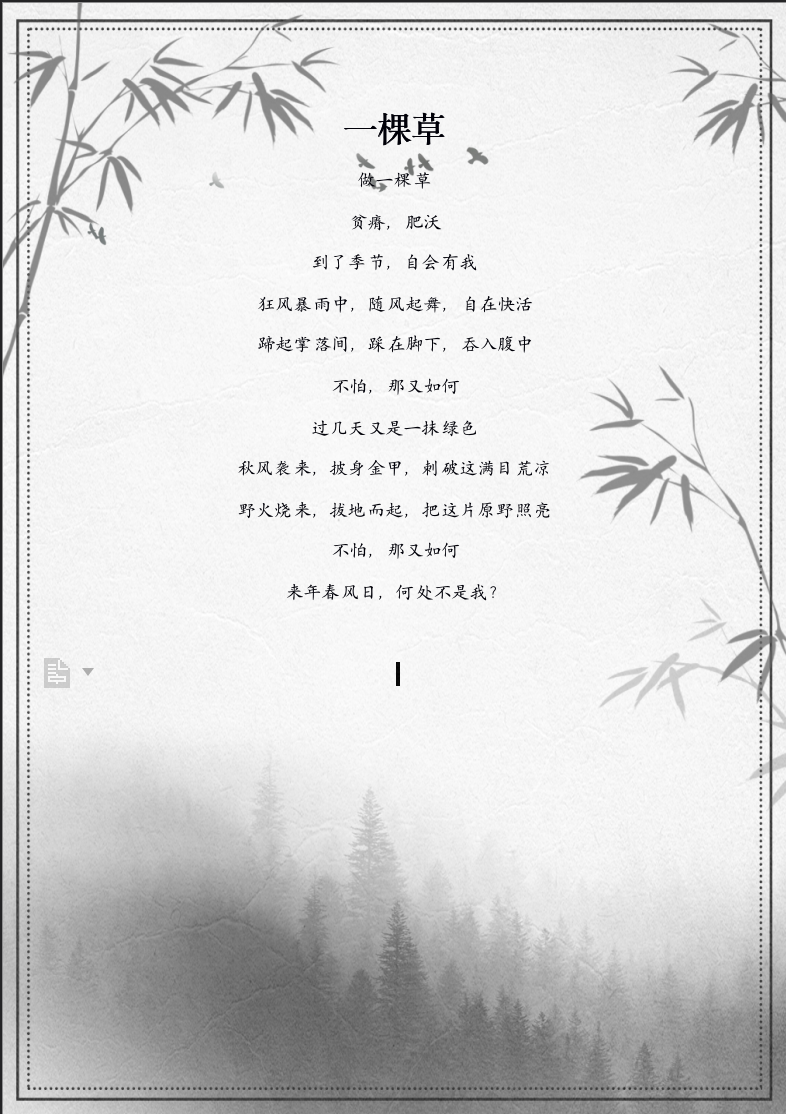 一棵草
做一棵草
贫瘠，肥沃
到了季节，自会有我
狂风暴雨中，随风起舞，自在快活
蹄起掌落间，踩在脚下，吞入腹中
不怕，那又如何
过几天又是一抹绿色
秋风袭来，披身金甲，刺破这满目荒凉
野火烧来，拔地而起，把这片原野照亮
不怕，那又如何
来年春风日，何处不是我？